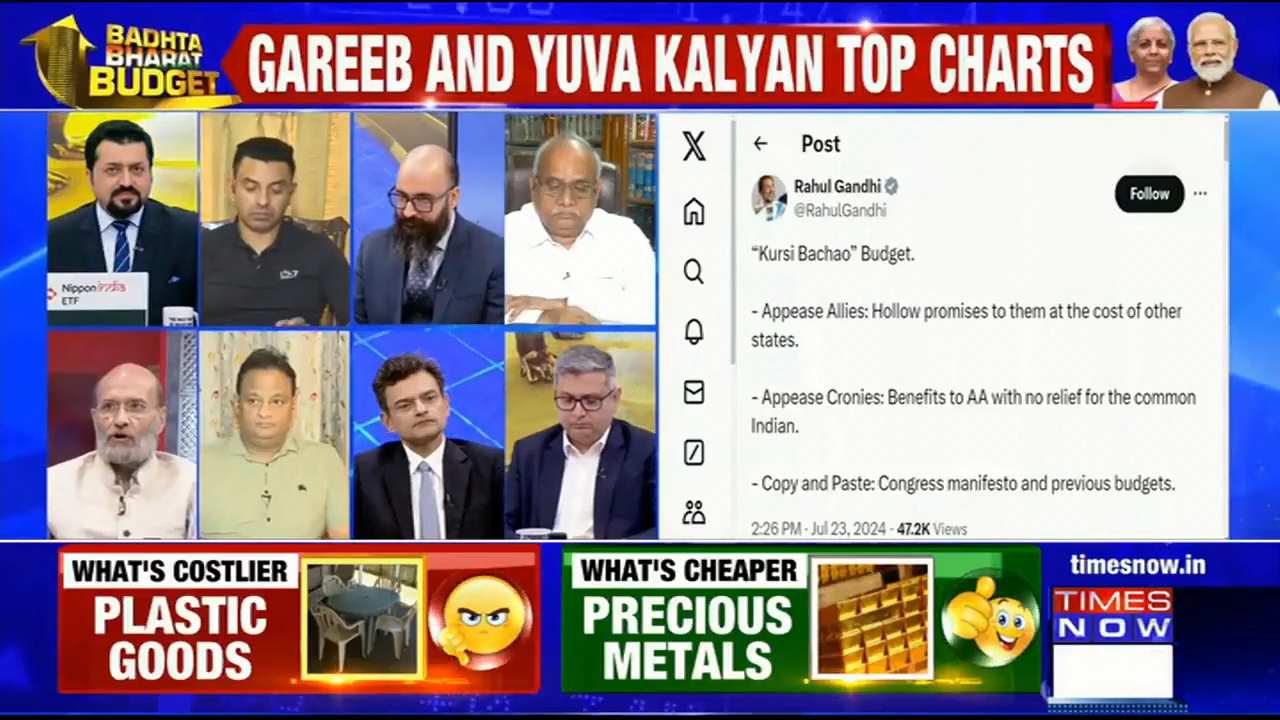 BADHTA
BHARAT
BUDGET
GAREEB AND YUVA KALYAN TOP CHARTS
Nippon india
ETF
X
Post
Rahul Gandhi
@RahulGandhi
Follow
“Kursi Bachao” Budget.
- Appease Allies: Hollow promises to them at the cost of other
states.
- Appease Cronies: Benefits to AA with no relief for the common
Indian.
- Copy and Paste: Congress manifesto and previous budgets.
2:26 PM · Jul 23, 2024 · 47.2K Views
WHAT'S COSTLIER
PLASTIC
GOODS
WHAT'S CHEAPER
PRECIOUS
METALS
timesnow.in
TIMES
NOW